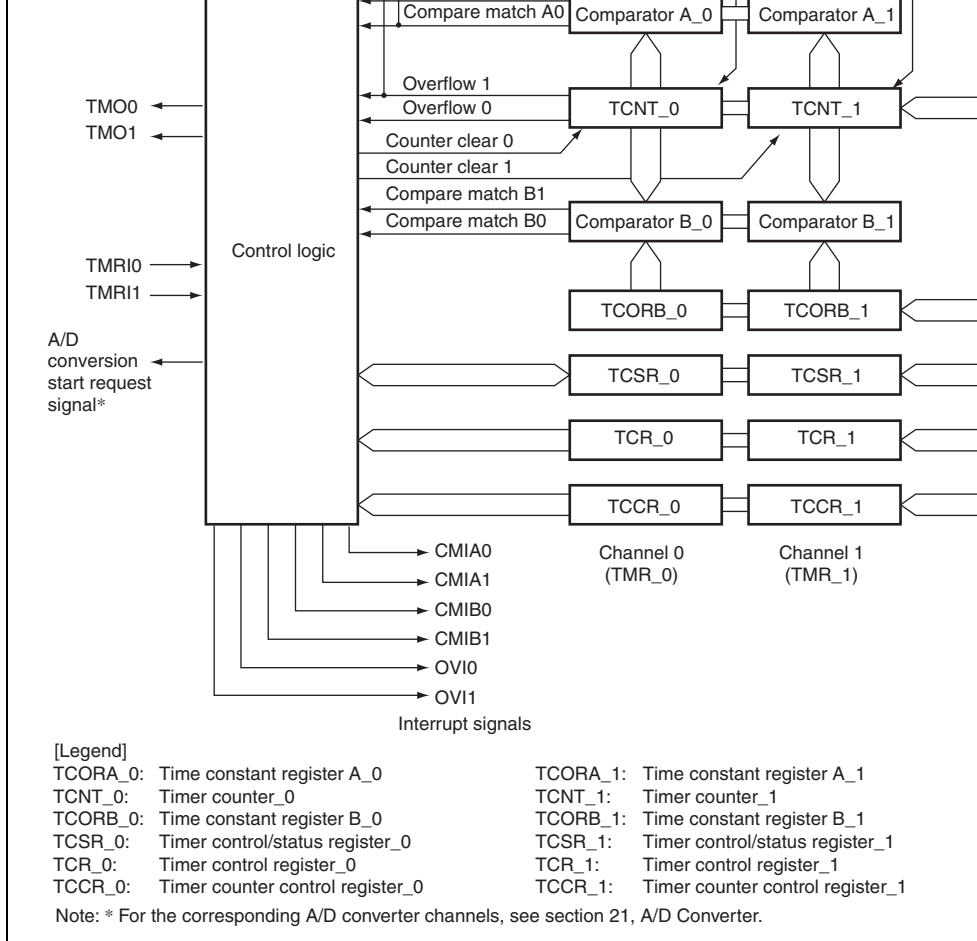 Compare match A0 Comparator A_0 Comparator A_1
Overflow 1
TMO0 Overflow 0 TCNT_0 TCNT_1
TMO1
Counter clear 0
Counter clear 1
Compare match B1
Compare match B0 Comparator B_0 Comparator B_1
Control logic
TMRI0
TMRI1 TCORB_0 TCORB_1
A/D
conversion
start request
signal*
TCSR_0 TCSR_1
TCR_0 TCR_1
TCCR_0 TCCR_1
CMIA0 Channel 0 Channel 1
(TMR_0) (TMR_1)
CMIA1
CMIB0
CMIB1
OVI0
OVI1
Interrupt signals
[Legend]
TCORA_0: Time constant register A_0 TCORA_1: Time constant register A_1
TCNT_0: Timer counter_0 TCNT_1: Timer counter_1
TCORB_0: Time constant register B_0 TCORB_1: Time constant register B_1
TCSR_0: Timer control/status register_0 TCSR_1: Timer control/status register_1
TCR_0: Timer control register_0 TCR_1: Timer control register_1
TCCR_0: Timer counter control register_0 TCCR_1: Timer counter control register_1
Note: * For the corresponding A/D converter channels, see section 21, A/D Converter.